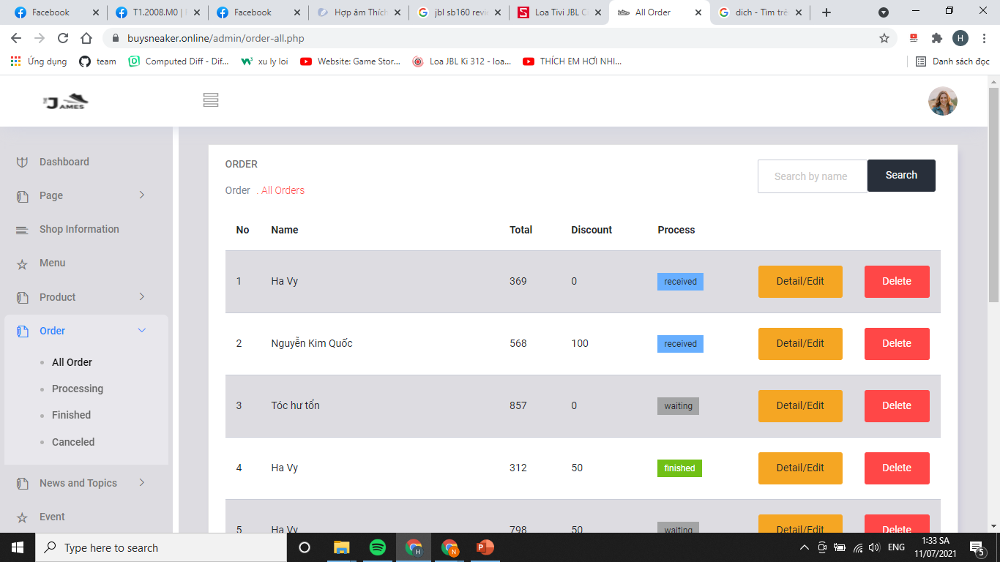 Facebook
T1.2008.M0 |
Facebook
Hợp âm Thích
jbl sb160 revi
Loa Tivi JBL C
All Order
dich - Tìm trê
buysneaker.online/admin/order-all.php
H
Ứng dụng
team
Computed Diff - Dif...
xu ly loi
Website: Game Stor...
Loa JBL Ki 312 - loa...
THÍCH EM HƠI NHI...
Danh sách đọc
JAMES
Dashboard
Page
Shop Information
Menu
Product
Order
All Order
Processing
Finished
Canceled
News and Topics
Event
ORDER
Search by name
Search
Order . All Orders
No Name Total Discount Process
1 Ha Vy 369 0 received Detail/Edit Delete
2 Nguyễn Kim Quốc 568 100 received Detail/Edit Delete
3 Tóc hư tổn 857 0 waiting Detail/Edit Delete
4 Ha Vy 312 50 finished Detail/Edit Delete
5 Ha Vy 798 50 waiting Detail/Edit Delete
Type here to search
ENG
1:33 SA
11/07/2021
5